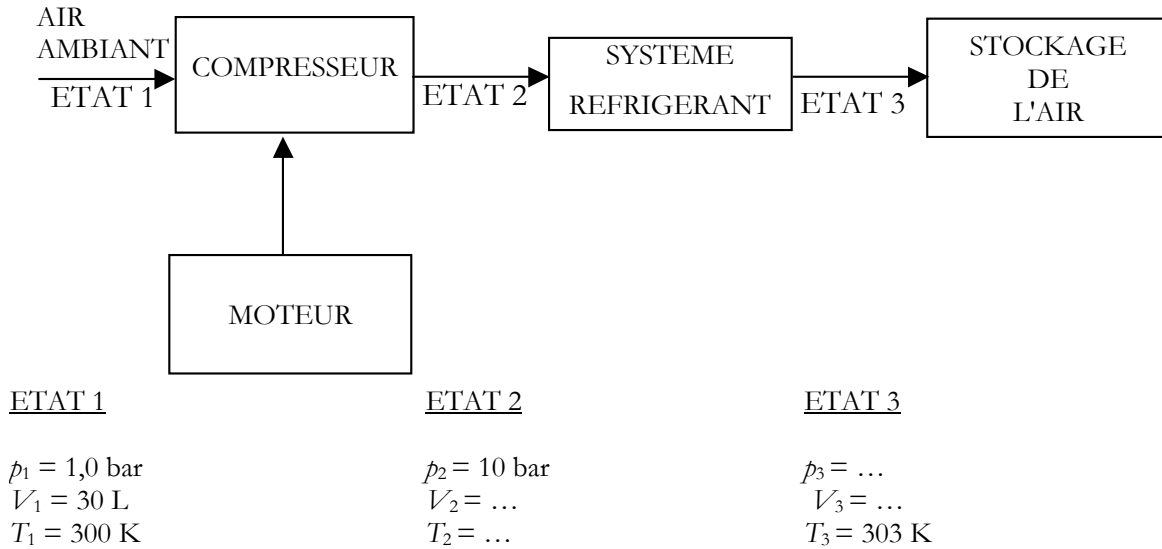 AIR
AMBIANT
ETAT 1
COMPRESSEUR
ETAT 2
SYSTEME
REFRIGERANT
ETAT 3
STOCKAGE
DE
L'AIR
MOTEUR
ETAT 1
p₁ = 1,0 bar
V₁ = 30 L
T₁ = 300 K
ETAT 2
p₂ = 10 bar
V₂ = …
T₂ = …
ETAT 3
p₃ = …
V₃ = …
T₃ = 303 K